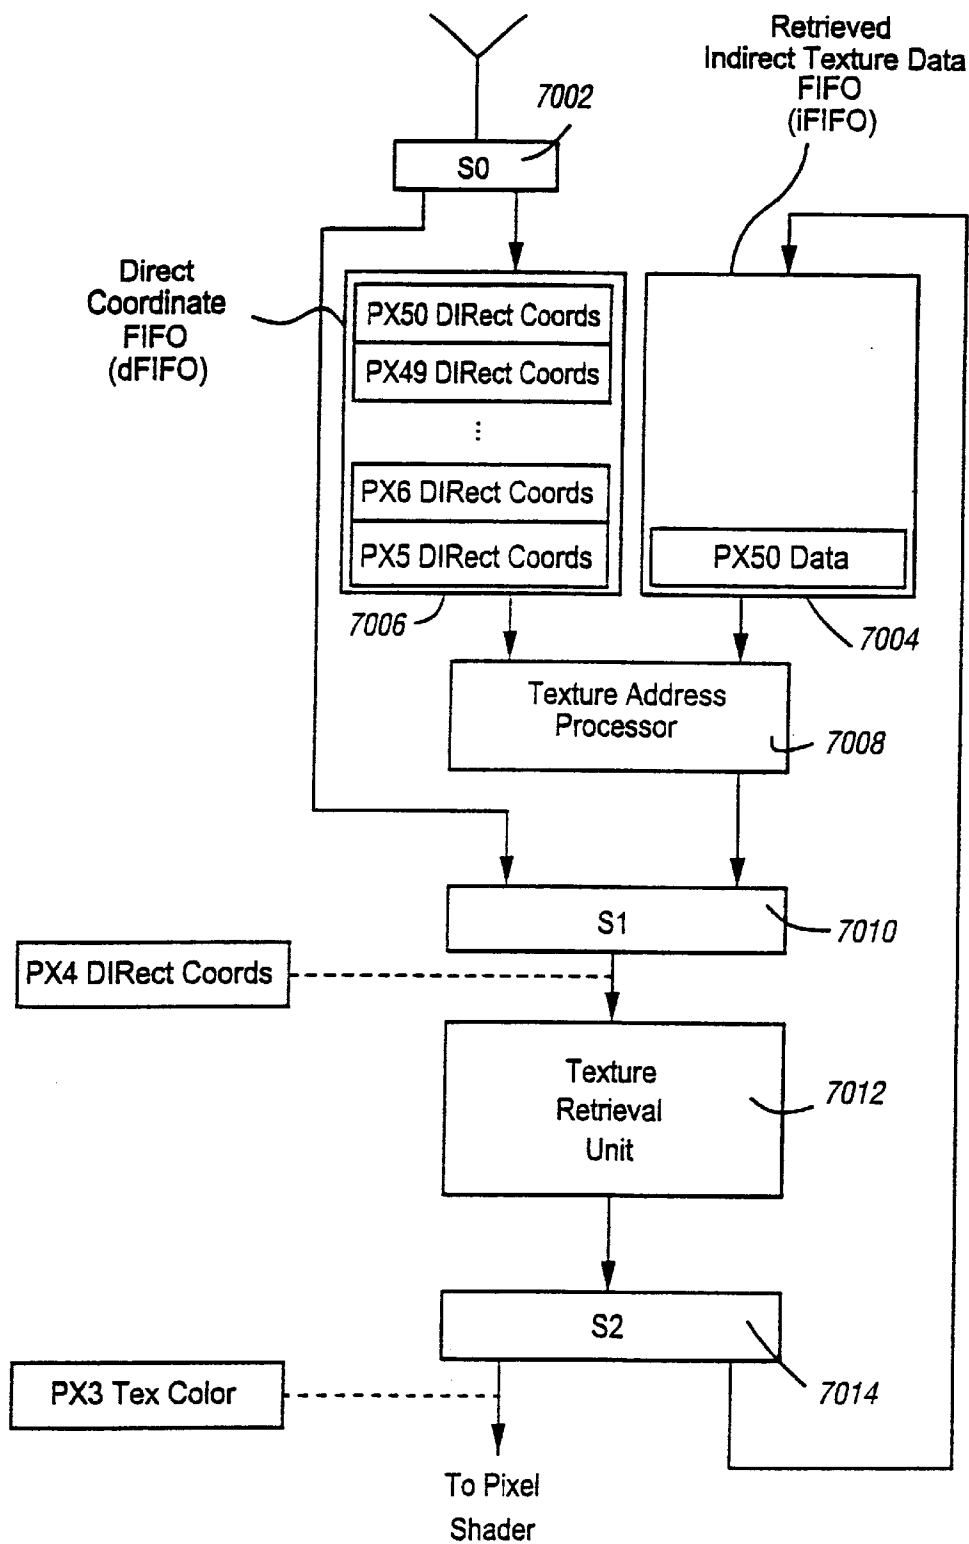 Retrieved
Indirect Texture Data
FIFO
(iFIFO)
7002
S0
Direct
Coordinate
FIFO
(dFIFO)
PX50 DIRect Coords
PX49 DIRect Coords
...
PX6 DIRect Coords
PX5 DIRect Coords
PX50 Data
7006
7004
Texture Address
Processor
7008
S1
7010
PX4 DIRect Coords
Texture
Retrieval
Unit
7012
S2
7014
PX3 Tex Color
To Pixel
Shader